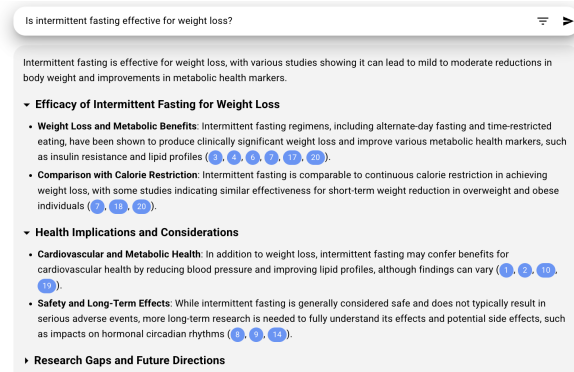 Is intermittent fasting effective for weight loss?
Intermittent fasting is effective for weight loss, with various studies showing it can lead to mild to moderate reductions in
body weight and improvements in metabolic health markers.
Efficacy of Intermittent Fasting for Weight Loss
• Weight Loss and Metabolic Benefits: Intermittent fasting regimens, including alternate-day fasting and time-restricted
eating, have been shown to produce clinically significant weight loss and improve various metabolic health markers, such
as insulin resistance and lipid profiles (3, 4, 6, 7, 17, 20).
• Comparison with Calorie Restriction: Intermittent fasting is comparable to continuous calorie restriction in achieving
weight loss, with some studies indicating similar effectiveness for short-term weight reduction in overweight and obese
individuals (7, 18, 20).
Health Implications and Considerations
• Cardiovascular and Metabolic Health: In addition to weight loss, intermittent fasting may confer benefits for
cardiovascular health by reducing blood pressure and improving lipid profiles, although findings can vary (1, 2, 10,
19).
• Safety and Long-Term Effects: While intermittent fasting is generally considered safe and does not typically result in
serious adverse events, more long-term research is needed to fully understand its effects and potential side effects, such
as impacts on hormonal circadian rhythms (8, 9, 14).
Research Gaps and Future Directions